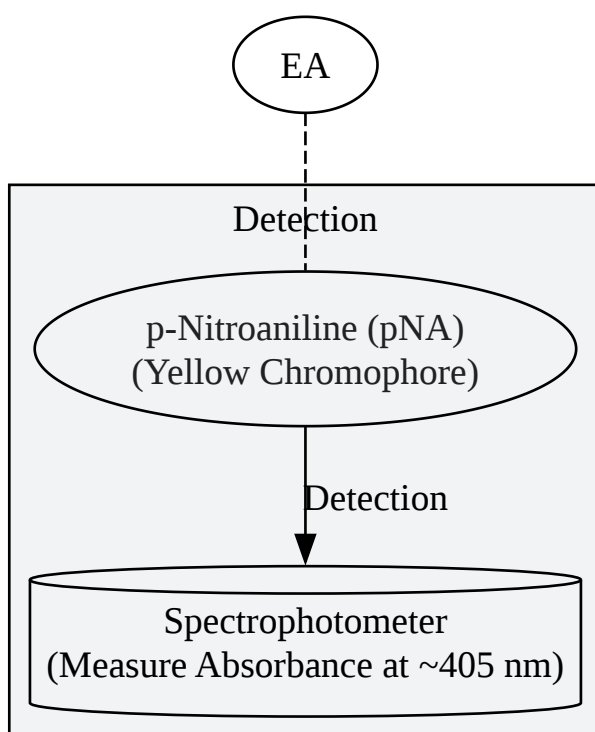 EA
Detection
p-Nitroaniline (pNA)
(Yellow Chromophore)
Detection
Spectrophotometer
(Measure Absorbance at ~405 nm)